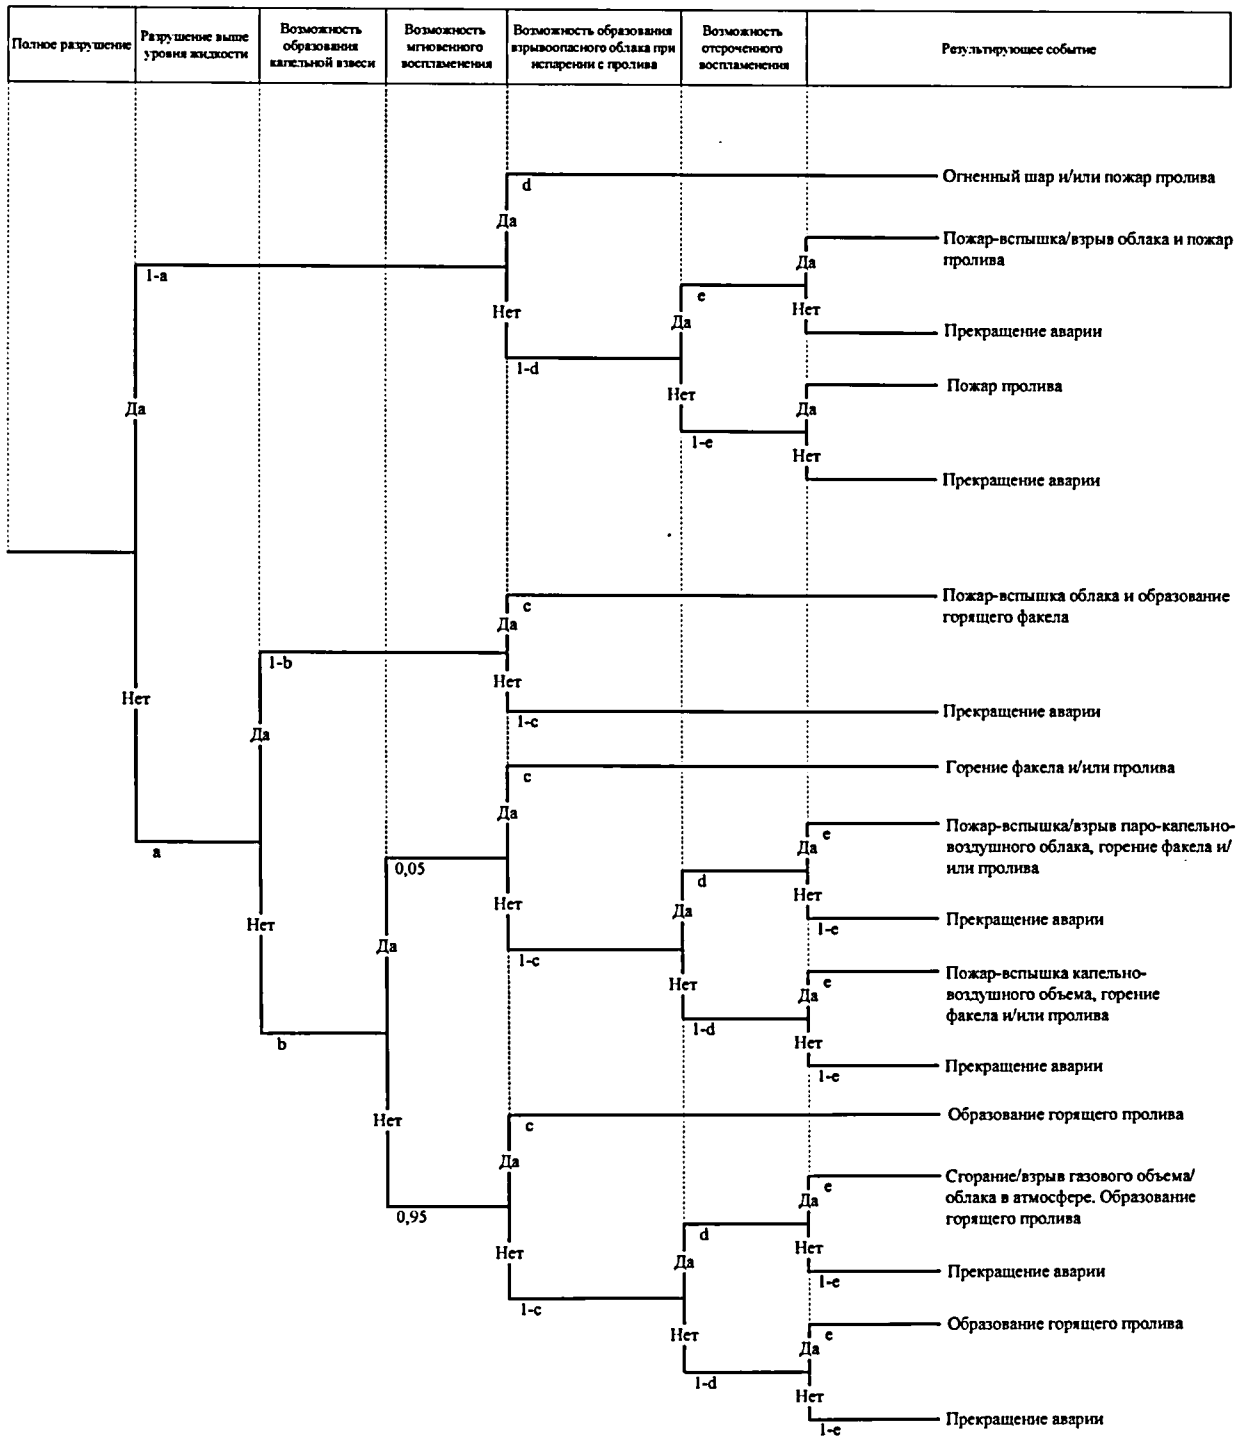 Полное разрушение
Разрушение выше
уровня жидкости
Возможность
образования
капельной взвеси
Возможность
мгновенного
воспламенения
Возможность образования
взрывоопасного облака при
испарении с пролива
Возможность
отсроченного
воспламенения
Результирующее событие
d
Огненный шар и/или пожар пролива
Да
Пожар-вспышка/взрыв облака и пожар
пролива
Да
1-a
e
Нет
Нет
Да
Прекращение аварии
1-d
Пожар пролива
Нет
Да
Да
1-e
Нет
Прекращение аварии
c
Пожар-вспышка облака и образование
горящего факела
Да
1-b
Нет
Нет
1-c
Прекращение аварии
Да
c
Горение факела и/или пролива
Да
e
Пожар-вспышка/взрыв паро-капельно-
воздушного облака, горение факела и/
или пролива
Да
a
0,05
d
Нет
Нет
Да
Прекращение аварии
Нет
1-e
Да
1-c
Пожар-вспышка капельно-
воздушного объема, горение
факела и/или пролива
e
Нет
Да
1-d
b
Нет
Прекращение аварии
1-e
Нет
c
Образование горящего пролива
Да
e
Сгорание/взрыв газового объема/
облака в атмосфере. Образование
горящего пролива
Да
0,95
d
Нет
Нет
Да
Прекращение аварии
1-e
1-c
Образование горящего пролива
Нет
e
Да
1-d
Нет
Прекращение аварии
1-e